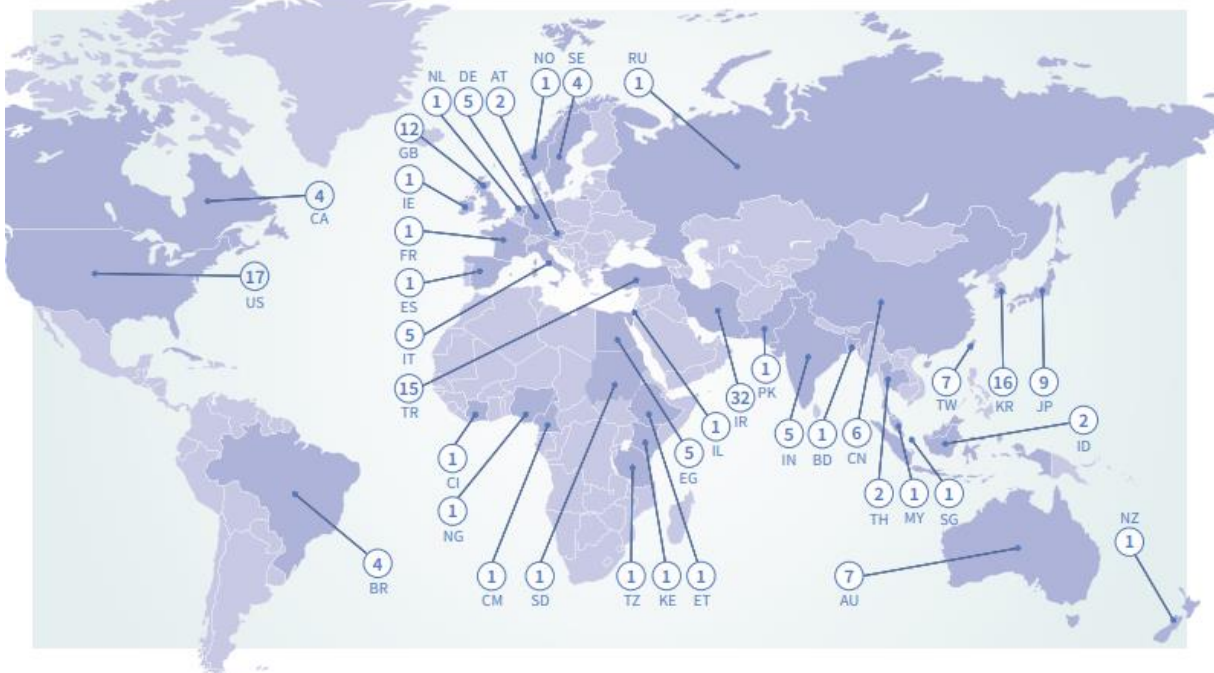 NO SE RU
NL DE AT
1 4 1
1 5 2
12
GB
1
IE
4
CA
1
FR
17
US
1
ES
5
IT
15
TR
1
PK
32
IR
7
TW
16
KR
9
JP
1
IL
5
EG
5
IN
1
BD
6
CN
2
ID
1
CI
1
NG
2
TH
1
MY
1
SG
NZ
1
4
BR
1
CM
1
SD
1
TZ
1
KE
1
ET
7
AU